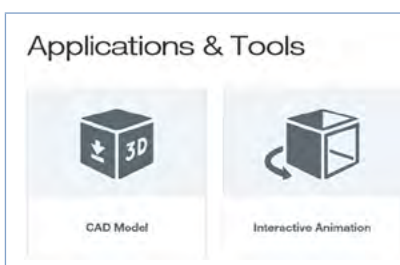 Applications & Tools
3D
CAD Model
Interactive Animation